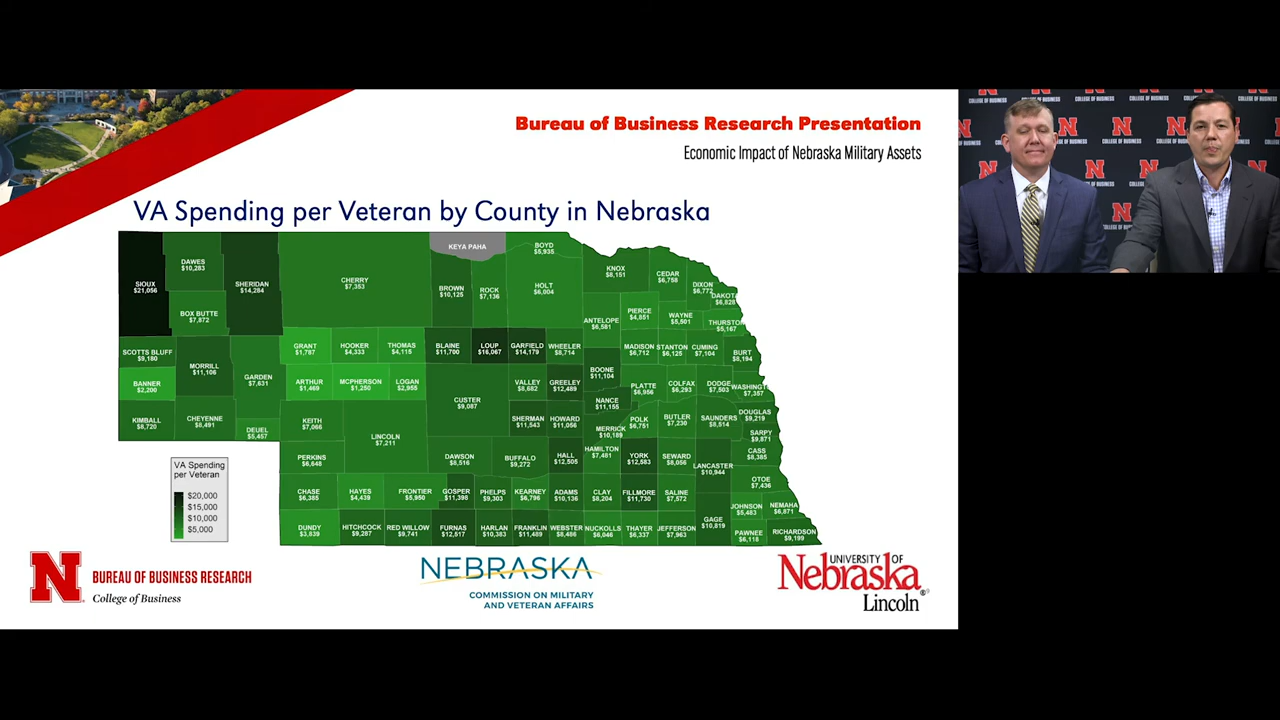 Bureau of Business Research Presentation
Economic Impact of Nebraska Military Assets
VA Spending per Veteran by County in Nebraska
SIOUX
$21,056
DAWES
$10,283
BOX BUTTE
$7,872
SHERIDAN
$14,284
CHERRY
$7,353
KEYA PAHA
BOYD
$5,935
BROWN
$10,125
ROCK
$7,136
HOLT
$6,004
KNOX
$8,151
CEDAR
$6,758
DIXON
$6,772
DAKOTA
$6,828
ANTELOPE
$6,581
PIERCE
$4,851
WAYNE
$5,501
THURSTON
$5,167
SCOTTS BLUFF
$9,180
MORRILL
$11,106
GARDEN
$7,631
GRANT
$1,787
HOOKER
$4,333
THOMAS
$4,115
BLAINE
$11,700
LOUP
$16,067
GARFIELD
$14,179
WHEELER
$8,714
MADISON
$6,712
STANTON
$6,125
CUMING
$7,104
BURT
$8,194
BANNER
$2,200
ARTHUR
$1,469
MCPHERSON
$1,250
LOGAN
$2,955
CUSTER
$9,087
VALLEY
$8,682
GREELEY
$12,489
BOONE
$11,104
NANCE
$11,155
PLATTE
$6,956
COLFAX
$6,293
DODGE
$7,503
WASHINGT
$7,357
KIMBALL
$8,720
CHEYENNE
$8,491
DEUEL
$5,457
KEITH
$7,066
LINCOLN
$7,211
SHERMAN
$11,543
HOWARD
$11,056
MERRICK
$10,189
POLK
$6,751
BUTLER
$7,230
SAUNDERS
$8,514
DOUGLAS
$9,219
SARPY
$9,871
CASS
$8,385
PERKINS
$6,648
DAWSON
$8,516
BUFFALO
$9,272
HALL
$12,505
HAMILTON
$7,481
YORK
$12,583
SEWARD
$8,056
LANCASTER
$10,944
OTOE
$7,436
CHASE
$6,385
HAYES
$4,439
FRONTIER
$5,950
GOSPER
$11,398
PHELPS
$9,303
KEARNEY
$6,796
ADAMS
$10,136
CLAY
$8,204
FILLMORE
$11,730
SALINE
$7,572
JOHNSON
$5,483
NEMAHA
$6,871
DUNDY
$3,839
HITCHCOCK
$9,287
RED WILLOW
$9,741
FURNAS
$12,517
HARLAN
$10,383
FRANKLIN
$11,489
WEBSTER
$8,486
NUCKOLLS
$6,046
THAYER
$6,337
JEFFERSON
$7,963
GAGE
$10,819
PAWNEE
$6,118
RICHARDSON
$9,199
VA Spending
per Veteran
$20,000
$15,000
$10,000
$5,000
N
BUREAU OF BUSINESS RESEARCH
College of Business
NEBRASKA
COMMISSION ON MILITARY
AND VETERAN AFFAIRS
UNIVERSITY OF
Nebraska
Lincoln
COLLEGE OF BUSINESS